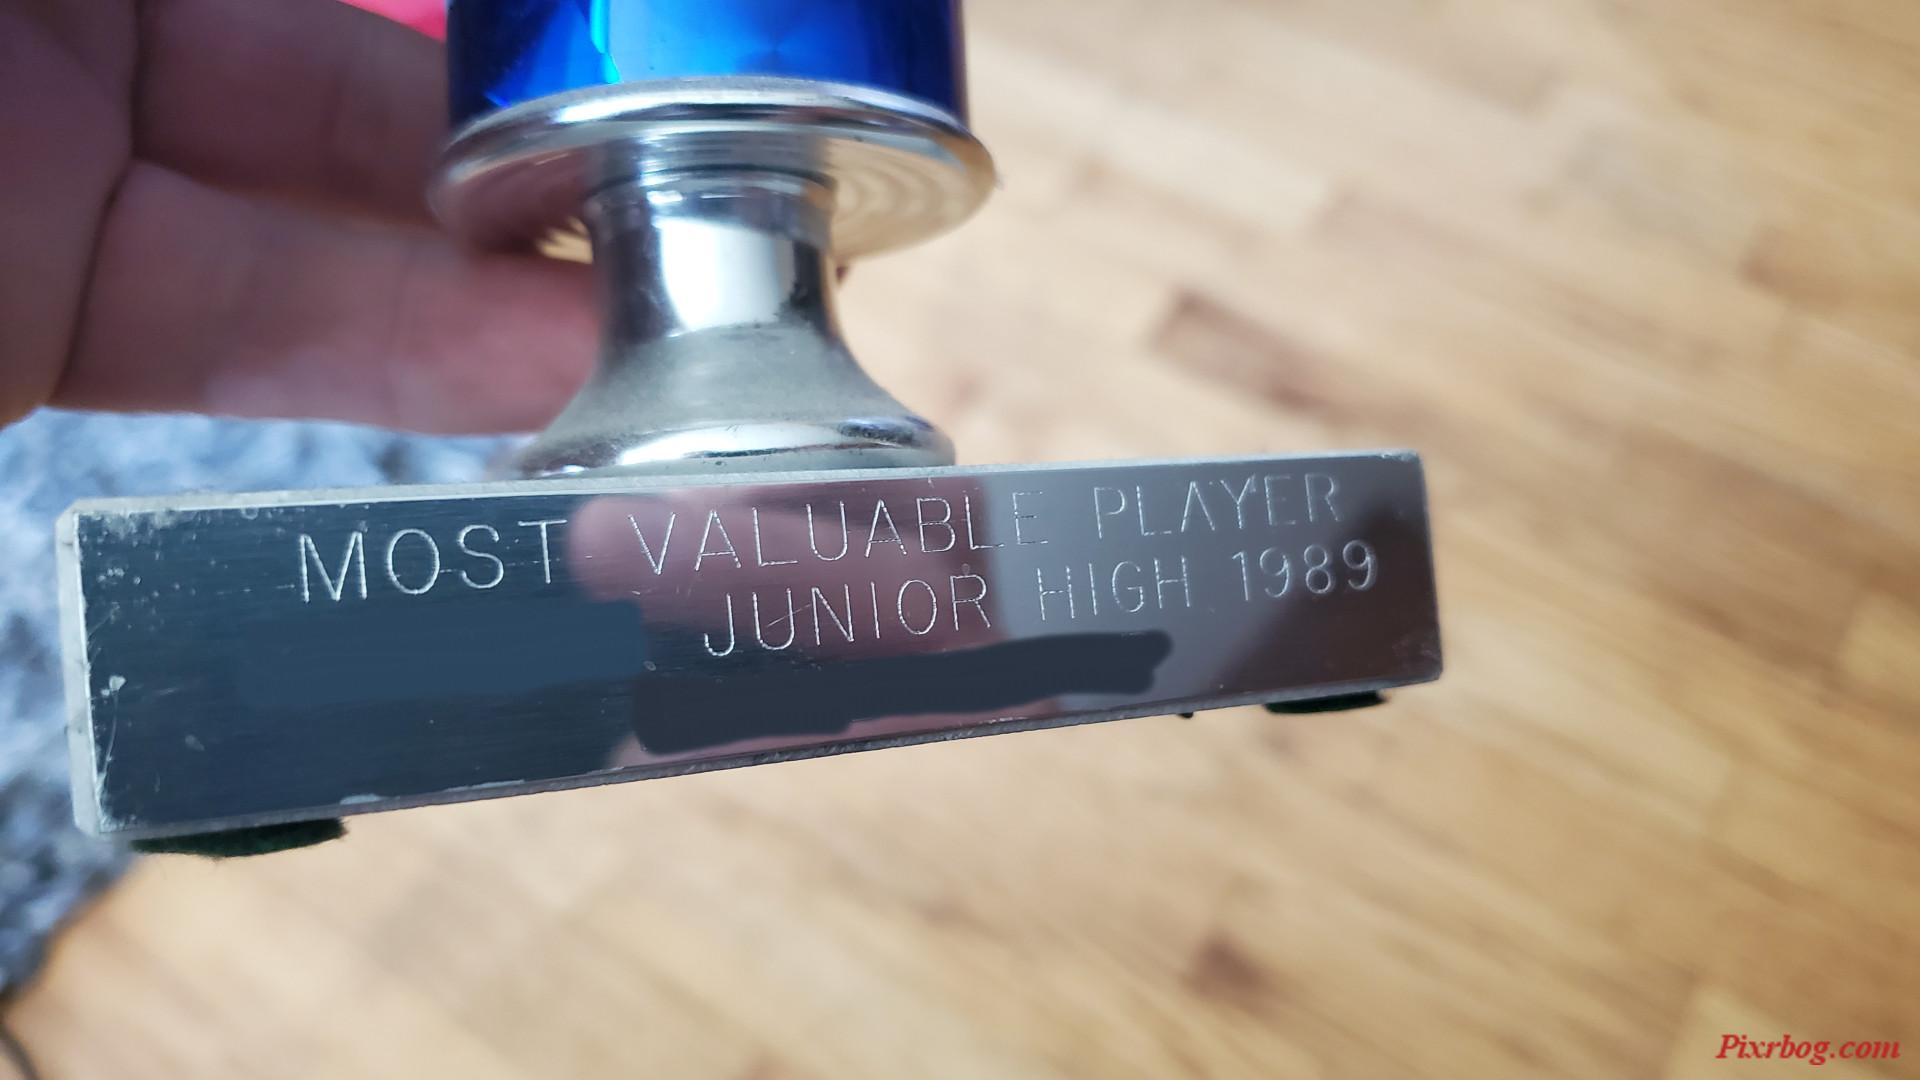 MOST VALUABLE PLAYER
JUNIOR HIGH 1989
Pixrbog.com